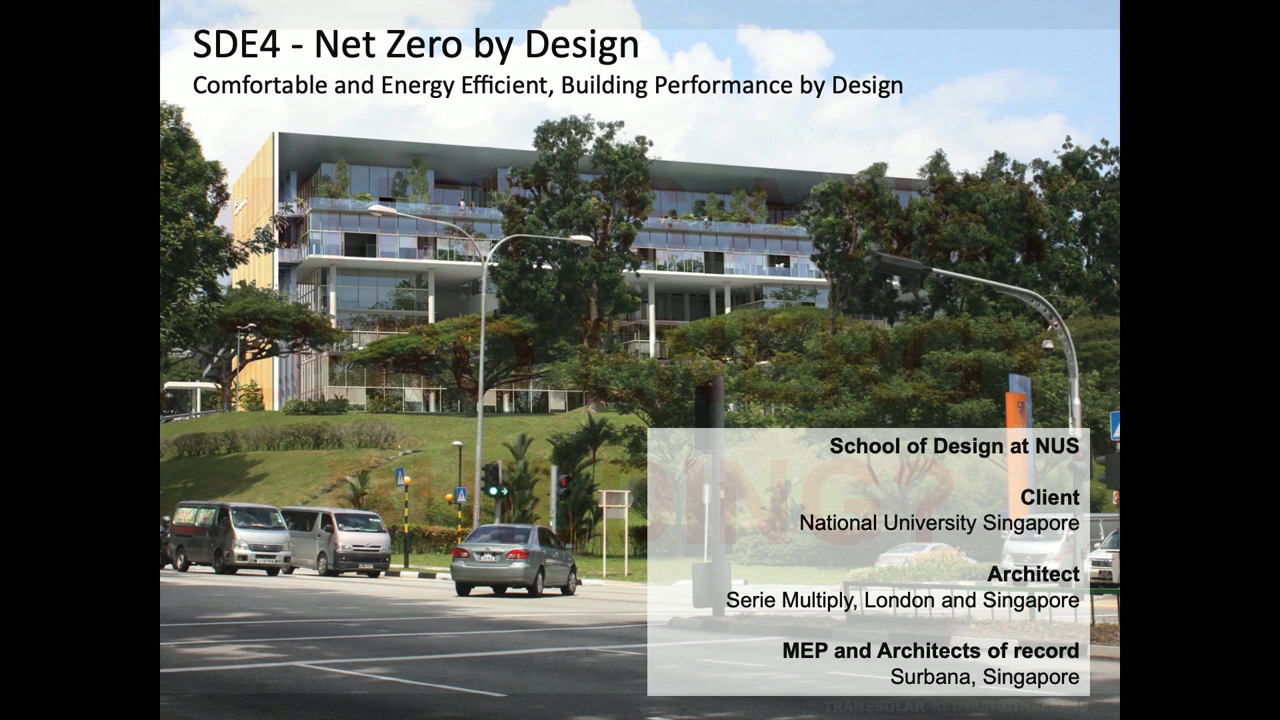 SDE4 - Net Zero by Design
Comfortable and Energy Efficient, Building Performance by Design
School of Design at NUS
Client
National University Singapore
Architect
Serie Multiply, London and Singapore
MEP and Architects of record
Surbana, Singapore